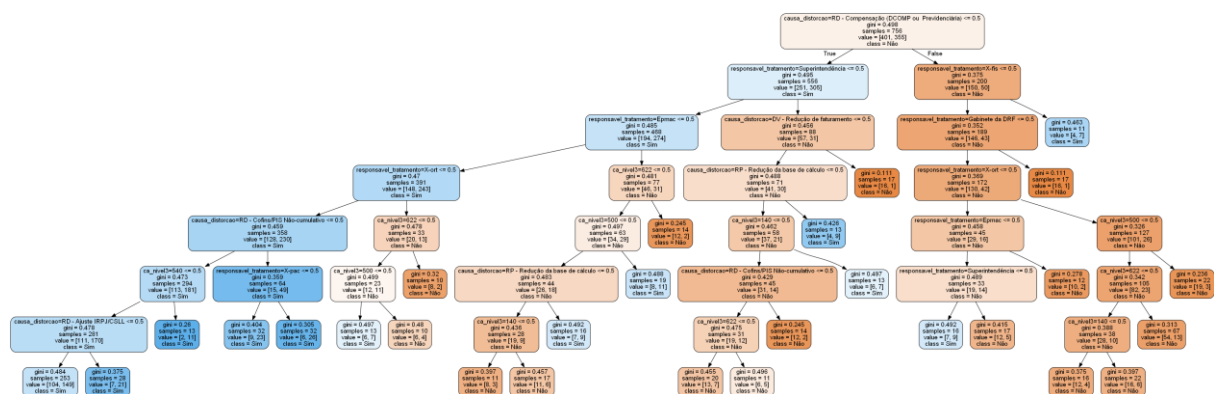 causa_distorcao=RD - Compensação (DCOMP ou Previdenciária) <= 0.5
gini = 0.498
samples = 756
value = [401, 355]
class = Não
True
False
responsavel_tratamento=Superintendência <= 0.5
gini = 0.495
samples = 556
value = [251, 305]
class = Sim
responsavel_tratamento=X-fis <= 0.5
gini = 0.375
samples = 200
value = [150, 50]
class = Não
responsavel_tratamento=Epmac <= 0.5
gini = 0.485
samples = 468
value = [194, 274]
class = Sim
causa_distorcao=DV - Redução de faturamento <= 0.5
gini = 0.456
samples = 88
value = [57, 31]
class = Não
responsavel_tratamento=Gabinete da DRF <= 0.5
gini = 0.352
samples = 189
value = [146, 43]
class = Não
gini = 0.463
samples = 11
value = [4, 7]
class = Sim
responsavel_tratamento=X-ort <= 0.5
gini = 0.47
samples = 391
value = [148, 243]
class = Sim
ca_nivel3=622 <= 0.5
gini = 0.481
samples = 77
value = [46, 31]
class = Não
causa_distorcao=RP - Redução da base de cálculo <= 0.5
gini = 0.488
samples = 71
value = [41, 30]
class = Não
gini = 0.111
samples = 17
value = [16, 1]
class = Não
responsavel_tratamento=X-ort <= 0.5
gini = 0.369
samples = 172
value = [130, 42]
class = Não
gini = 0.111
samples = 17
value = [16, 1]
class = Não
causa_distorcao=RD - Cofins/PIS Não-cumulativo <= 0.5
gini = 0.459
samples = 358
value = [128, 230]
class = Sim
ca_nivel3=622 <= 0.5
gini = 0.478
samples = 33
value = [20, 13]
class = Não
ca_nivel3=500 <= 0.5
gini = 0.497
samples = 63
value = [34, 29]
class = Não
gini = 0.245
samples = 14
value = [12, 2]
class = Não
ca_nivel3=140 <= 0.5
gini = 0.462
samples = 58
value = [37, 21]
class = Não
gini = 0.426
samples = 13
value = [4, 9]
class = Sim
responsavel_tratamento=Epmac <= 0.5
gini = 0.458
samples = 45
value = [29, 16]
class = Não
ca_nivel3=500 <= 0.5
gini = 0.326
samples = 127
value = [101, 26]
class = Não
ca_nivel3=540 <= 0.5
gini = 0.473
samples = 294
value = [113, 181]
class = Sim
responsavel_tratamento=X-pac <= 0.5
gini = 0.359
samples = 64
value = [15, 49]
class = Sim
ca_nivel3=500 <= 0.5
gini = 0.499
samples = 23
value = [12, 11]
class = Não
gini = 0.32
samples = 10
value = [8, 2]
class = Não
causa_distorcao=RP - Redução da base de cálculo <= 0.5
gini = 0.483
samples = 44
value = [26, 18]
class = Não
gini = 0.488
samples = 19
value = [8, 11]
class = Sim
causa_distorcao=RD - Cofins/PIS Não-cumulativo <= 0.5
gini = 0.429
samples = 45
value = [31, 14]
class = Não
gini = 0.497
samples = 13
value = [6, 7]
class = Sim
responsavel_tratamento=Superintendência <= 0.5
gini = 0.489
samples = 33
value = [19, 14]
class = Não
gini = 0.278
samples = 12
value = [10, 2]
class = Não
ca_nivel3=622 <= 0.5
gini = 0.342
samples = 105
value = [82, 23]
class = Não
gini = 0.236
samples = 22
value = [19, 3]
class = Não
causa_distorcao=RD - Ajuste IRPJ/CSLL <= 0.5
gini = 0.478
samples = 281
value = [111, 170]
class = Sim
gini = 0.26
samples = 13
value = [2, 11]
class = Sim
gini = 0.404
samples = 32
value = [9, 23]
class = Sim
gini = 0.305
samples = 32
value = [6, 26]
class = Sim
gini = 0.497
samples = 13
value = [6, 7]
class = Sim
gini = 0.48
samples = 10
value = [6, 4]
class = Não
ca_nivel3=140 <= 0.5
gini = 0.436
samples = 28
value = [19, 9]
class = Não
gini = 0.492
samples = 16
value = [7, 9]
class = Sim
ca_nivel3=622 <= 0.5
gini = 0.475
samples = 31
value = [19, 12]
class = Não
gini = 0.245
samples = 14
value = [12, 2]
class = Não
gini = 0.492
samples = 16
value = [7, 9]
class = Sim
gini = 0.415
samples = 17
value = [12, 5]
class = Não
ca_nivel3=140 <= 0.5
gini = 0.388
samples = 38
value = [28, 10]
class = Não
gini = 0.313
samples = 67
value = [54, 13]
class = Não
gini = 0.484
samples = 253
value = [104, 149]
class = Sim
gini = 0.375
samples = 28
value = [7, 21]
class = Sim
gini = 0.397
samples = 11
value = [8, 3]
class = Não
gini = 0.457
samples = 17
value = [11, 6]
class = Não
gini = 0.455
samples = 20
value = [13, 7]
class = Não
gini = 0.496
samples = 11
value = [6, 5]
class = Não
gini = 0.375
samples = 16
value = [12, 4]
class = Não
gini = 0.397
samples = 22
value = [16, 6]
class = Não